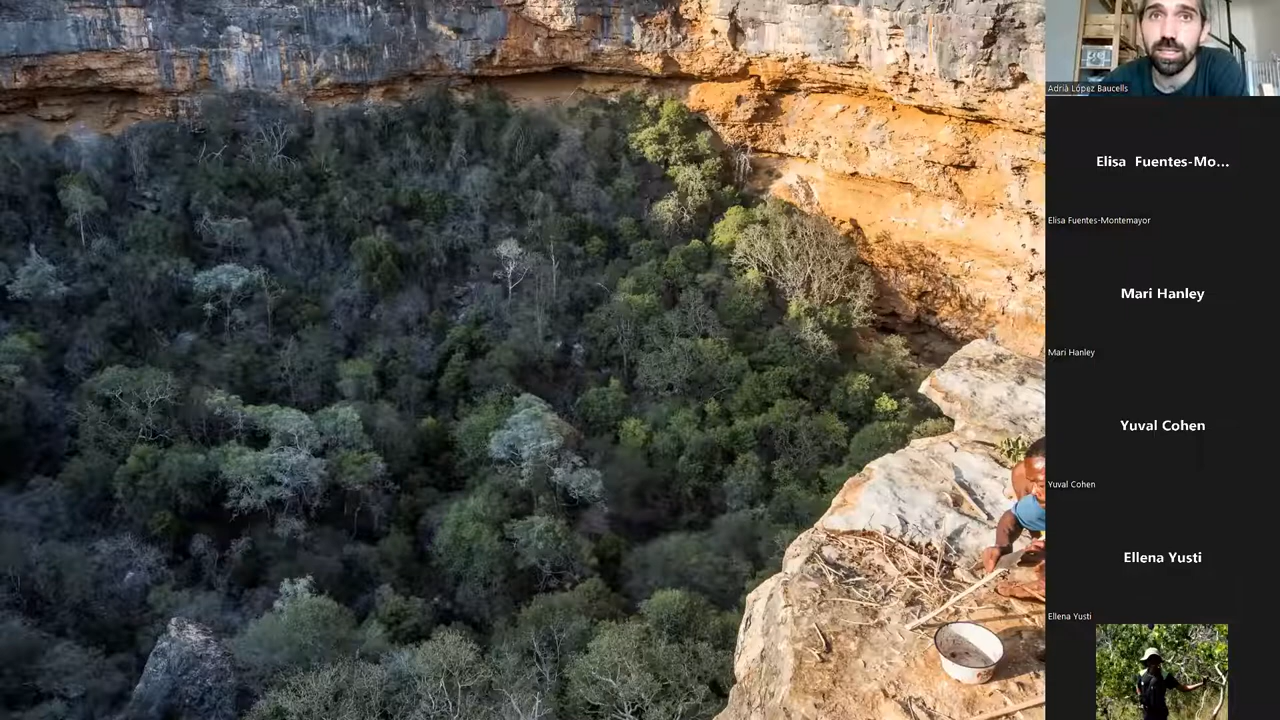 Adrià López Baucells
Elisa Fuentes-Mo...
Elisa Fuentes-Montemayor
Mari Hanley
Mari Hanley
Yuval Cohen
Yuval Cohen
Ellena Yusti
Ellena Yusti